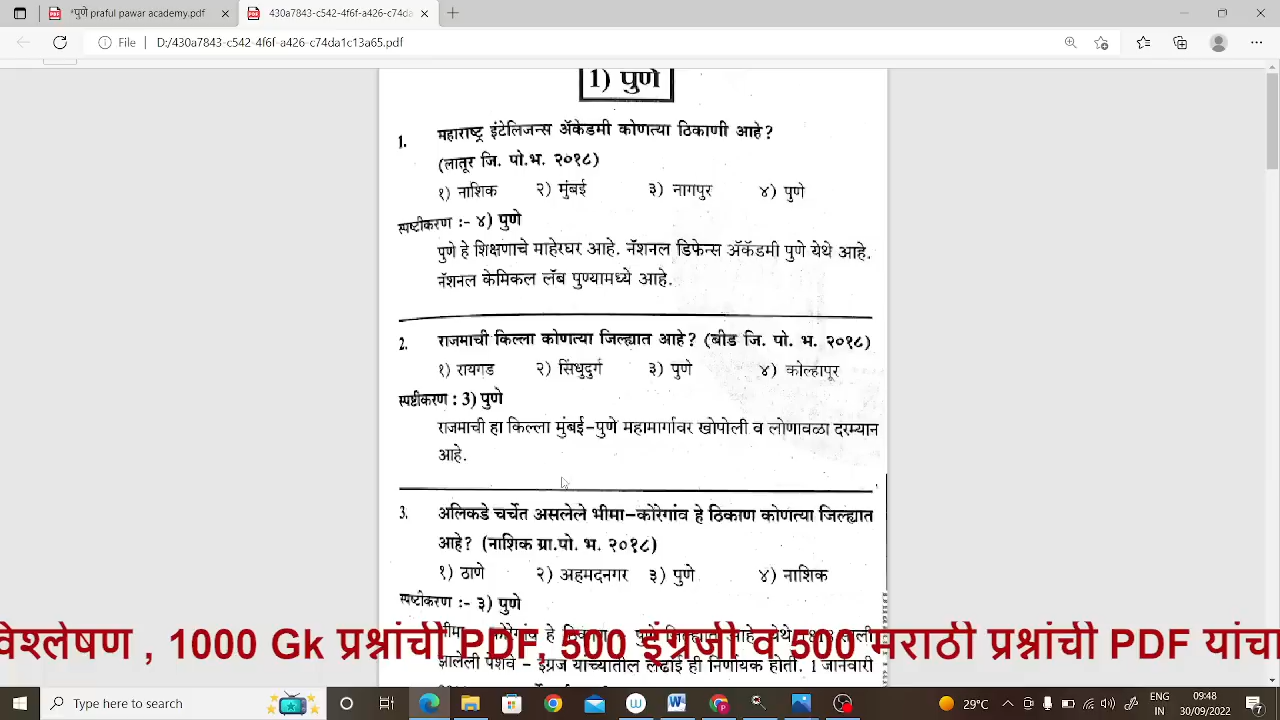 *पुणे praful pawar academy.pdf
430a7843-c542-4f6f-a426-c74da
File
D:/430a7843-c542-4f6f-a426-c74da1c13a65.pdf
1) पुणे
1. महाराष्ट्र इंटेलिजन्स ॲकेडमी कोणत्या ठिकाणी आहे?
(लातूर जि. पो.भ. २०१८)
१) नाशिक २) मुंबई ३) नागपुर ४) पुणे
स्पष्टीकरण :- ४) पुणे
पुणे हे शिक्षणाचे माहेरघर आहे. नॅशनल डिफेन्स ॲकॅडमी पुणे येथे आहे.
नॅशनल केमिकल लॅब पुण्यामध्ये आहे.
2. राजमाची किल्ला कोणत्या जिल्ह्यात आहे? (बीड जि. पो. भ. २०१८)
१) रायगड २) सिंधुदुर्ग ३) पुणे ४) कोल्हापूर
स्पष्टीकरण : 3) पुणे
राजमाची हा किल्ला मुंबई-पुणे महामार्गावर खोपोली व लोणावळा दरम्यान
आहे.
3. अलिकडे चर्चेत असलेले भीमा-कोरेगांव हे ठिकाण कोणत्या जिल्ह्यात
आहे? (नाशिक ग्रा.पो. भ. २०१८)
१) ठाणे २) अहमदनगर ३) पुणे ४) नाशिक
स्पष्टीकरण :- ३) पुणे
भीमा - कोरेगांव हे ठिकाण - पुणे जिल्ह्यात आहे. येथे साली
विश्लेषण , 1000 Gk प्रश्नांची PDF, 500 इंग्रजी व 500 मराठी प्रश्नांची PDF यांचा
झालेली पेशवे - इंग्रज यांच्यातील लढाई ही निर्णायक होती. 1 जानेवारी
Type here to search
29°C
ENG
IN
09:48
30/09/2022